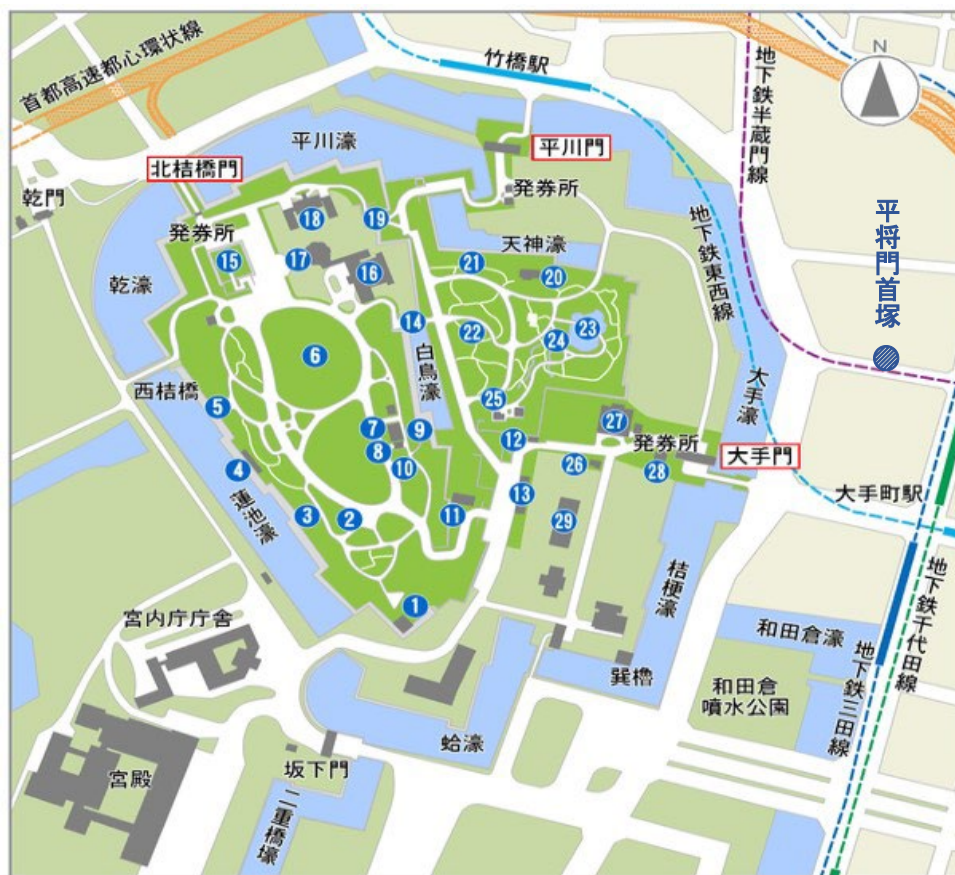 首都高速都心環状線
竹橋駅
地下鉄半蔵門線
N
平川濠
平川門
北桔橋門
乾門
発券所
発券所
18
19
天神濠
地下鉄東西線
平将門首塚
乾濠
15
17
16
21
20
14
22
23
24
6
白鳥濠
西桔橋
5
25
大手濠
7
9
8
12
27
発券所
大手門
4
10
26
28
蓮池濠
3
2
11
13
29
大手町駅
桔梗濠
1
宮内庁庁舎
和田倉濠
地下鉄三田線
地下鉄千代田線
巽櫓
和田倉
噴水公園
蛤濠
宮殿
坂下門
二重橋濠